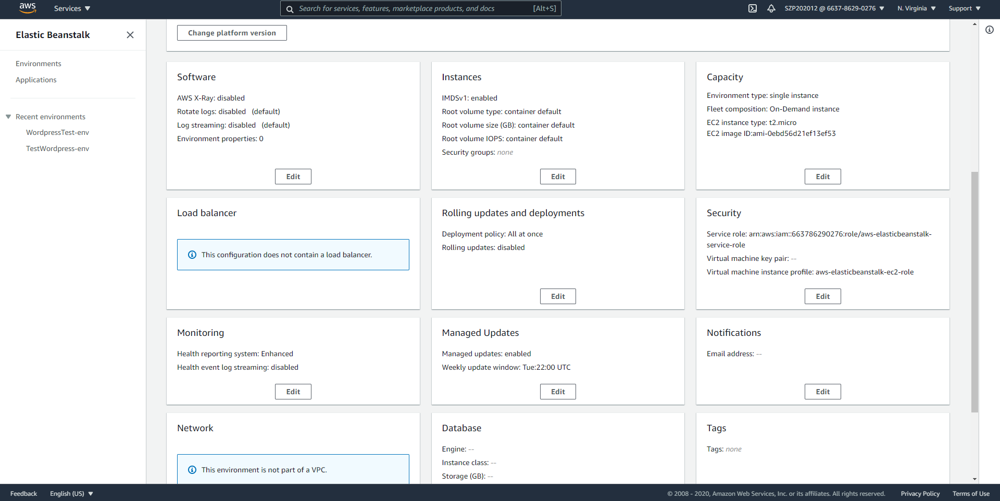 aws
Services
Search for services, features, marketplace products, and docs
[Alt+S]
SZP202012 @ 6637-8629-0276
N. Virginia
Support
Elastic Beanstalk
Environments
Applications
Recent environments
WordpressTest-env
TestWordpress-env
Change platform version
Software
AWS X-Ray: disabled
Rotate logs: disabled (default)
Log streaming: disabled (default)
Environment properties: 0
Edit
Instances
IMDSv1: enabled
Root volume type: container default
Root volume size (GB): container default
Root volume IOPS: container default
Security groups: none
Edit
Capacity
Environment type: single instance
Fleet composition: On-Demand instance
EC2 instance type: t2.micro
EC2 image ID:ami-0ebd56d21ef13ef53
Edit
Load balancer
This configuration does not contain a load balancer.
Rolling updates and deployments
Deployment policy: All at once
Rolling updates: disabled
Edit
Security
Service role: arn:aws:iam::663786290276:role/aws-elasticbeanstalk-
service-role
Virtual machine key pair: --
Virtual machine instance profile: aws-elasticbeanstalk-ec2-role
Edit
Monitoring
Health reporting system: Enhanced
Health event log streaming: disabled
Edit
Managed Updates
Managed updates: enabled
Weekly update window: Tue:22:00 UTC
Edit
Notifications
Email address: --
Edit
Network
This environment is not part of a VPC.
Database
Engine: --
Instance class: --
Storage (GB): --
Tags
Tags: none
Feedback
English (US)
© 2008 - 2020, Amazon Web Services, Inc. or its affiliates. All rights reserved.
Privacy Policy
Terms of Use